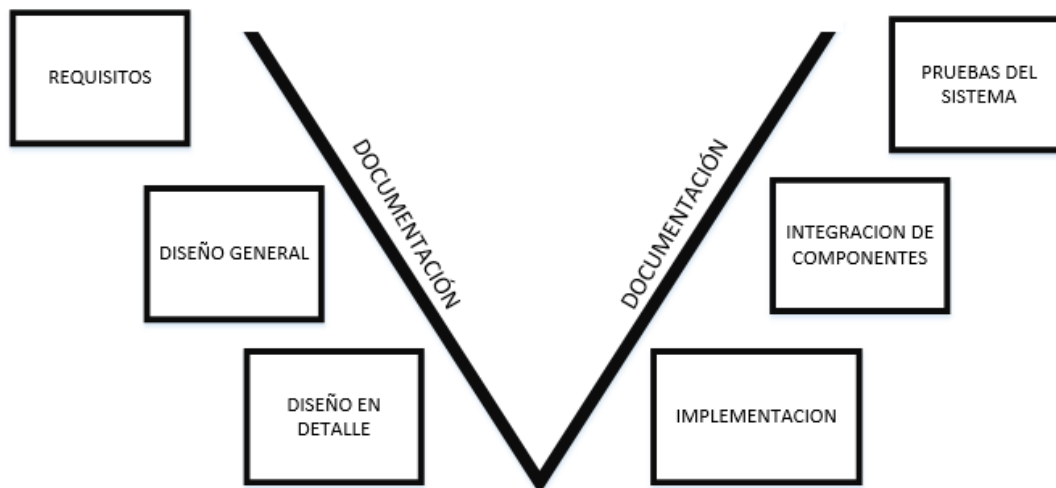 REQUISITOS
PRUEBAS DEL
SISTEMA
DOCUMENTACIÓN
DOCUMENTACIÓN
DISEÑO GENERAL
INTEGRACION DE
COMPONENTES
DISEÑO EN
DETALLE
IMPLEMENTACION